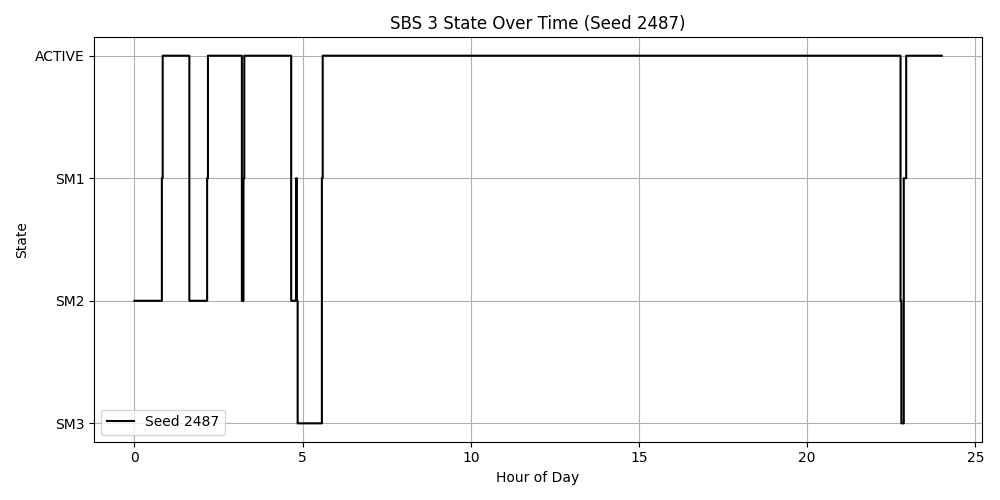 SBS 3 State Over Time (Seed 2487)
ACTIVE
SM1
SM2
SM3
State
Seed 2487
0
5
10
15
20
25
Hour of Day